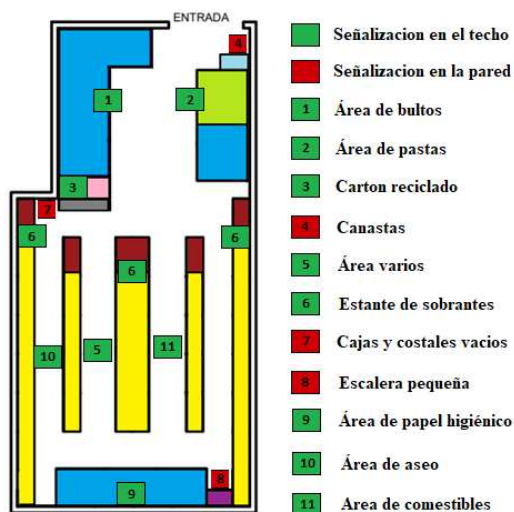 ENTRADA
4
1
2
3
7
6
6
6
10
5
11
8
9
Señalizacion en el techo
Señalizacion en la pared
1 Área de bultos
2 Área de pastas
3 Carton reciclado
4 Canastas
5 Área varios
6 Estante de sobrantes
7 Cajas y costales vacios
8 Escalera pequeña
9 Área de papel higiénico
10 Área de aseo
11 Area de comestibles